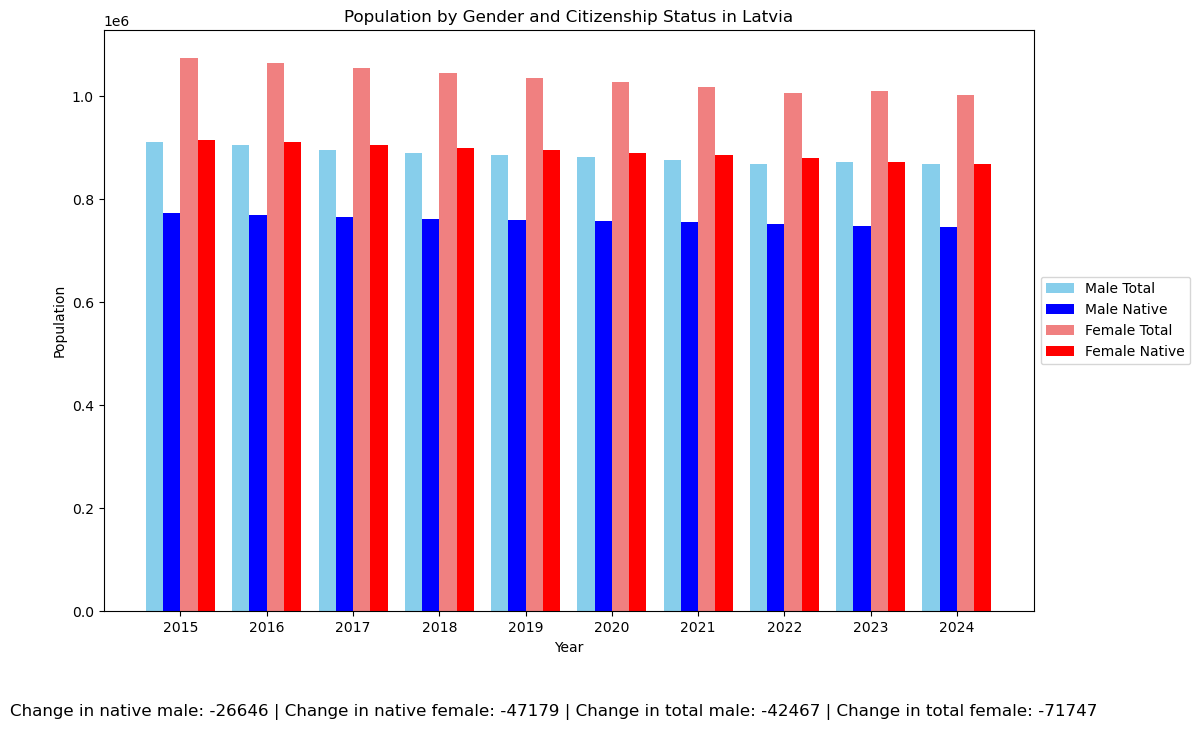 Population by Gender and Citizenship Status in Latvia
1e6
1.0
0.8
0.6
0.4
0.2
0.0
Population
2015 2016 2017 2018 2019 2020 2021 2022 2023 2024
Year
Male Total
Male Native
Female Total
Female Native
Change in native male: -26646 | Change in native female: -47179 | Change in total male: -42467 | Change in total female: -71747